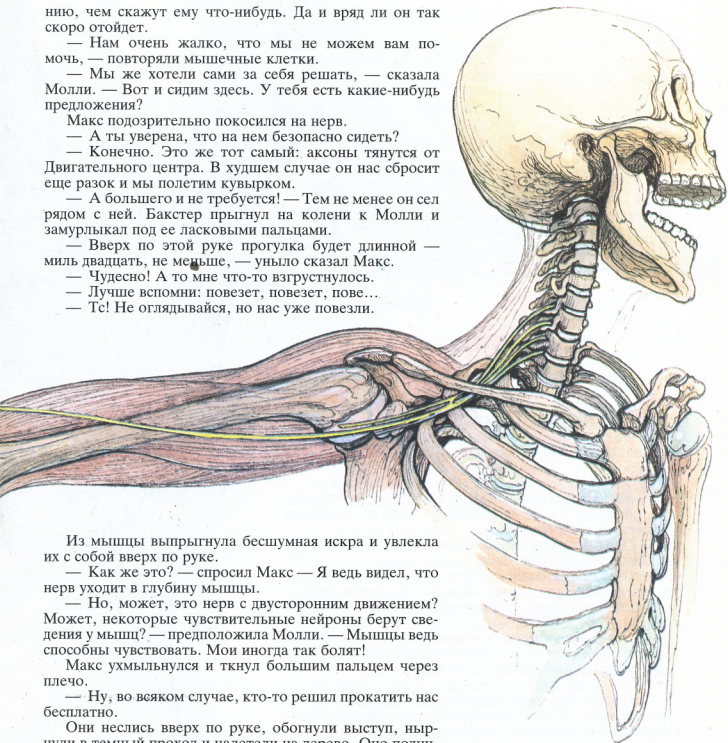 нию, чем скажут ему что-нибудь. Да и вряд ли он так
скоро отойдет.
— Нам очень жалко, что мы не можем вам по-
мочь, — повторяли мышечные клетки.
— Мы же хотели сами за себя решать, — сказала
Молли. — Вот и сидим здесь. У тебя есть какие-нибудь
предложения?
Макс подозрительно покосился на нерв.
— А ты уверена, что на нем безопасно сидеть?
— Конечно. Это же тот самый: аксоны тянутся от
Двигательного центра. В худшем случае он нас сбросит
еще разок и мы полетим кувырком.
— А большего и не требуется! — Тем не менее он сел
рядом с ней. Бакстер прыгнул на колени к Молли и
замурлыкал под ее ласковыми пальцами.
— Вверх по этой руке прогулка будет длинной —
миль двадцать, не меньше, — уныло сказал Макс.
— Чудесно! А то мне что-то взгрустнулось.
— Лучше вспомни: повезет, повезет, пове…
— Тс! Не оглядывайся, но нас уже повезли.
Из мышцы выпрыгнула бесшумная искра и увлекла
их с собой вверх по руке.
— Как же это? — спросил Макс — Я ведь видел, что
нерв уходит в глубину мышцы.
— Но, может, это нерв с двусторонним движением?
Может, некоторые чувствительные нейроны берут све-
дения у мышц? — предположила Молли. — Мышцы ведь
способны чувствовать. Мои иногда так болят!
Макс ухмыльнулся и ткнул большим пальцем через
плечо.
— Ну, во всяком случае, кто-то решил прокатить нас
бесплатно.
Они неслись вверх по руке, обогнули выступ, ныр-
нули в темный проход и налетели на дерево. Оно